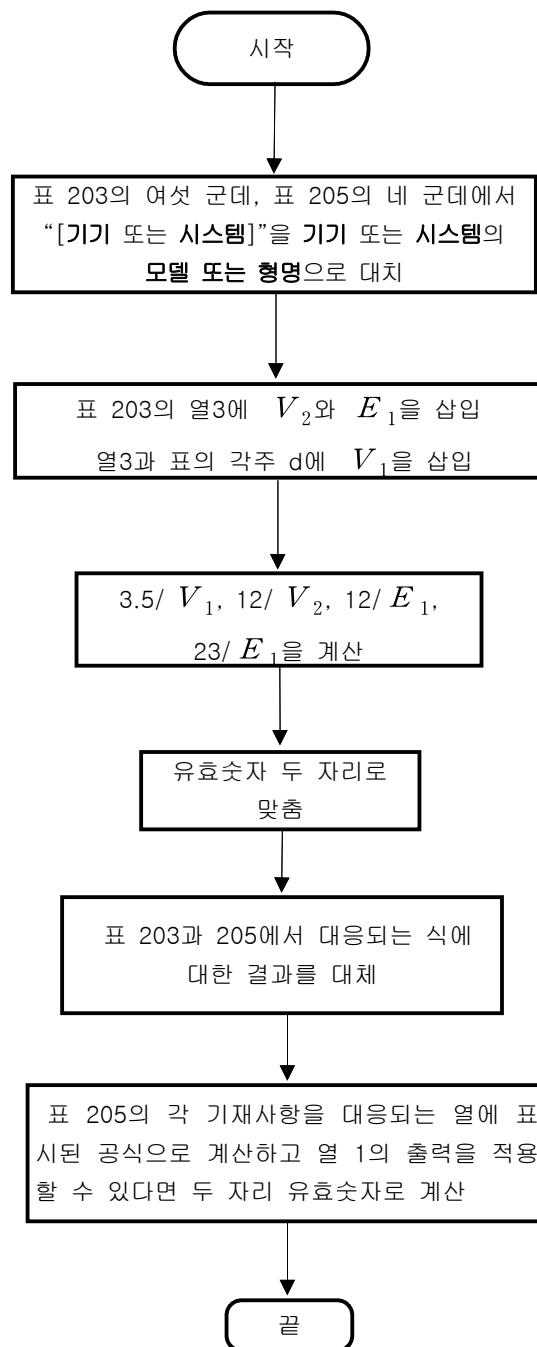 시작
표 203의 여섯 군데, 표 205의 네 군데에서
“[기기 또는 시스템]”을 기기 또는 시스템의
모델 또는 형명으로 대치
표 203의 열3에 V₂와 E₁을 삽입
열3과 표의 각주 d에 V₁을 삽입
3.5/ V₁, 12/ V₂, 12/ E₁,
23/ E₁을 계산
유효숫자 두 자리로
맞춤
표 203과 205에서 대응되는 식에
대한 결과를 대체
표 205의 각 기재사항을 대응되는 열에 표
시된 공식으로 계산하고 열 1의 출력을 적용
할 수 있다면 두 자리 유효숫자로 계산
끝